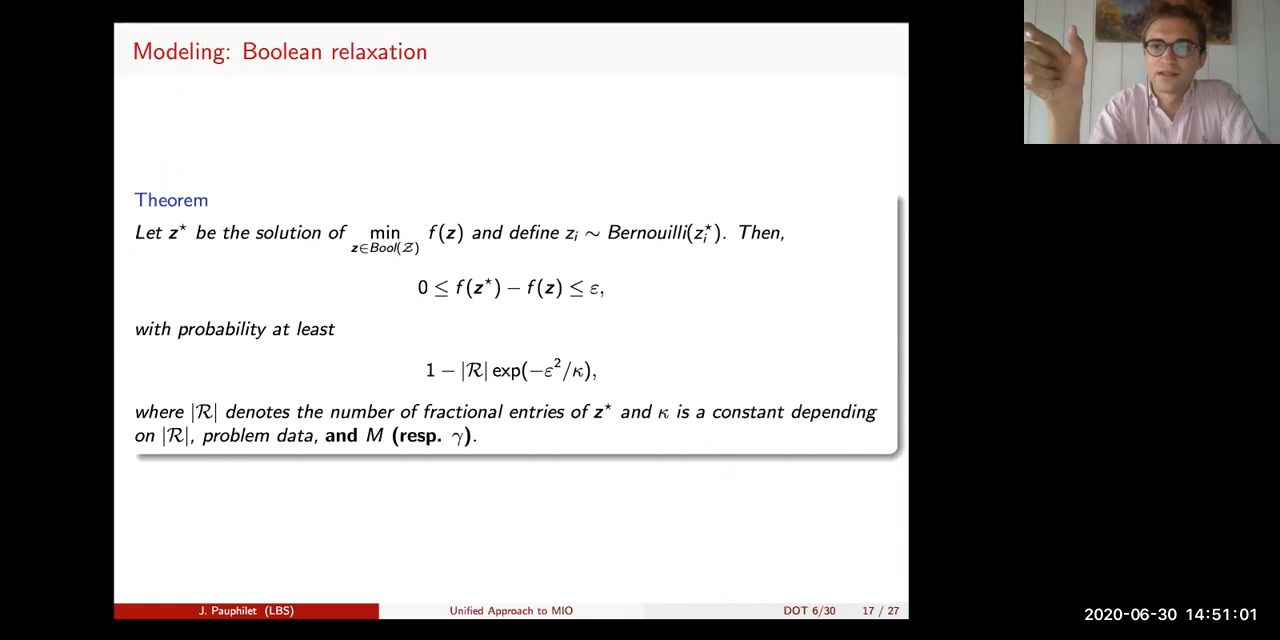 Modeling: Boolean relaxation
Theorem
Let z⋆ be the solution of min z∈Bool(𝒵) f(z) and define zᵢ ∼ Bernouilli(zᵢ⋆). Then,
0 ≤ f(z⋆) − f(z) ≤ ε,
with probability at least
1 − |ℛ| exp(−ε²/κ),
where |ℛ| denotes the number of fractional entries of z⋆ and κ is a constant depending
on |ℛ|, problem data, and M (resp. γ).
J. Pauphilet (LBS) Unified Approach to MIO DOT 6/30 17 / 27
2020-06-30 14:51:01